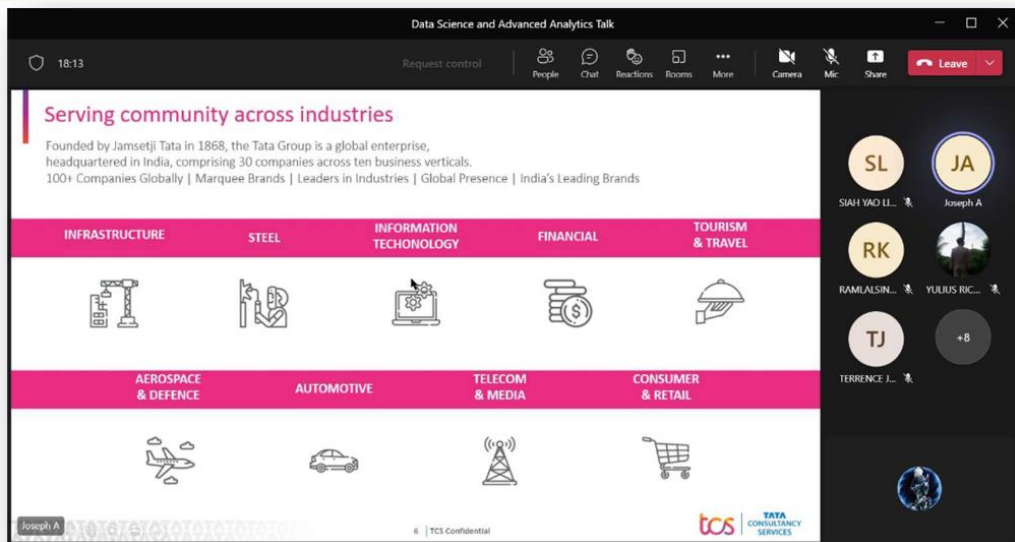 Data Science and Advanced Analytics Talk
18:13
Request control
People
Chat
Reactions
Rooms
More
Camera
Mic
Share
Leave
Serving community across industries
Founded by Jamsetji Tata in 1868, the Tata Group is a global enterprise,
headquartered in India, comprising 30 companies across ten business verticals.
100+ Companies Globally | Marquee Brands | Leaders in Industries | Global Presence | India's Leading Brands
INFRASTRUCTURE
STEEL
INFORMATION
TECHONOLOGY
FINANCIAL
TOURISM
& TRAVEL
AEROSPACE
& DEFENCE
AUTOMOTIVE
TELECOM
& MEDIA
CONSUMER
& RETAIL
Joseph A
6 | TCS Confidential
tcs
TATA
CONSULTANCY
SERVICES
SL
SIAH YAO LI...
JA
Joseph A
RK
RAMLALSIN...
YULIUS RIC...
TJ
TERRENCE J...
+8